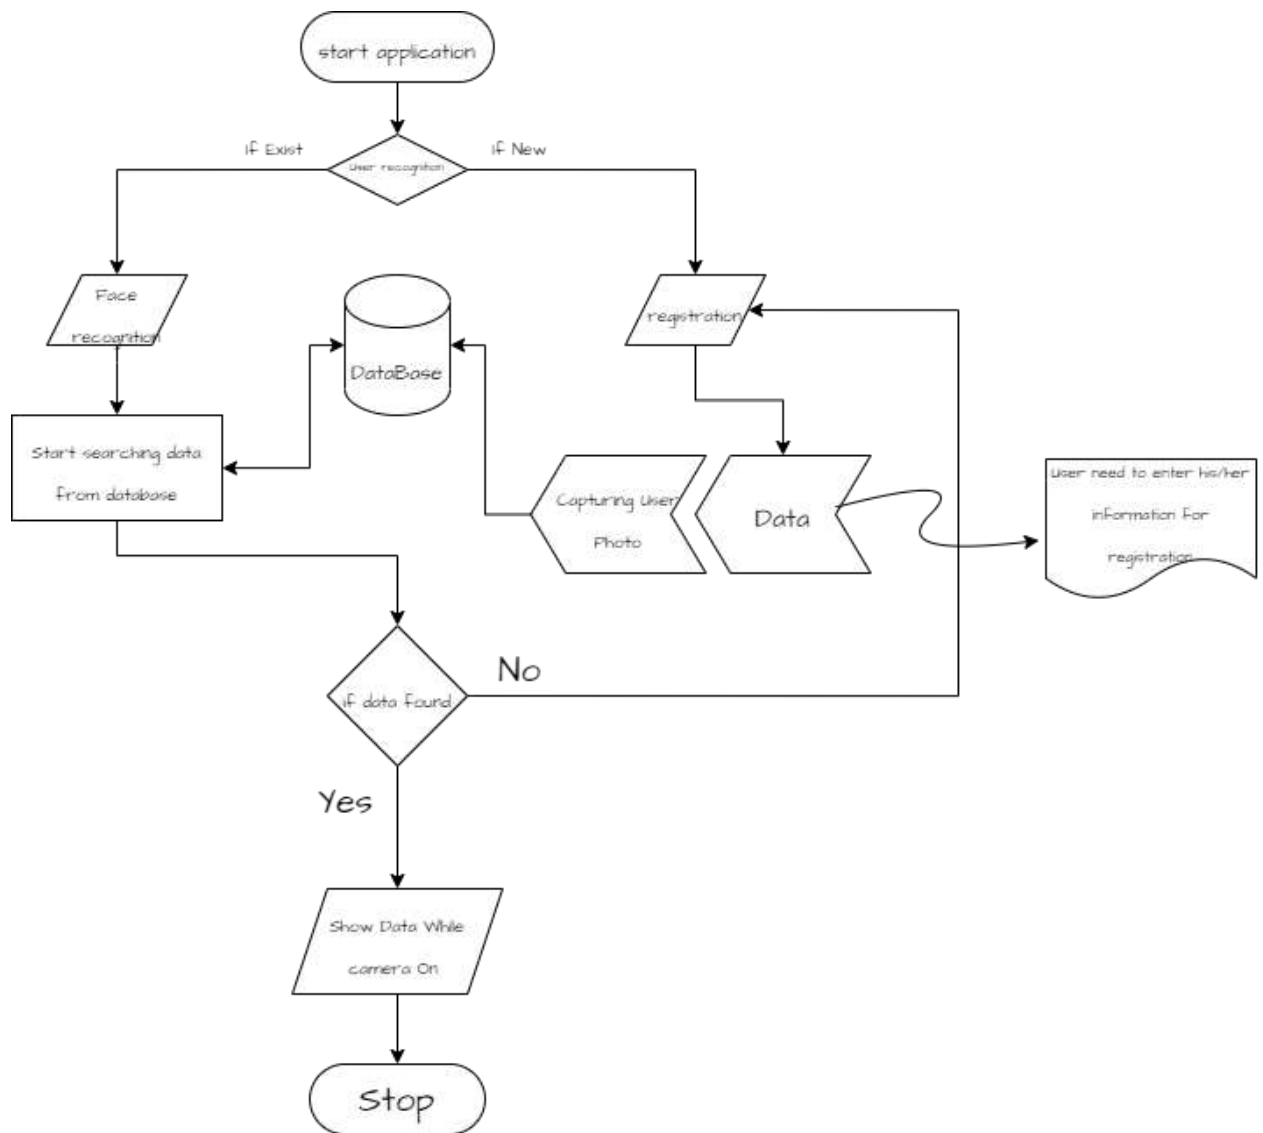 start application
If Exist
If New
User recognition
Face
recognition
registration
DataBase
Start searching data
from database
Capturing User
Photo
Data
User need to enter his/her
information for
registration
No
if data found
Yes
Show Data While
camera On
Stop